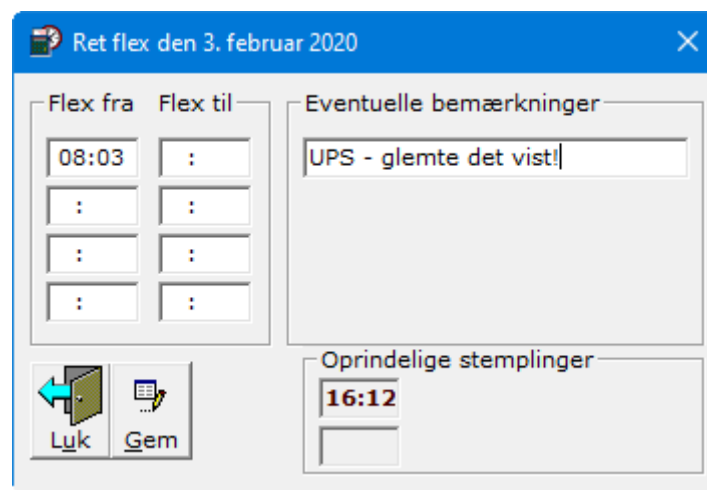 Ret flex den 3. februar 2020
Flex fra Flex til
08:03 :
: :
: :
: :
Eventuelle bemærkninger
UPS - glemte det vist!
Oprindelige stemplinger
16:12
Luk Gem